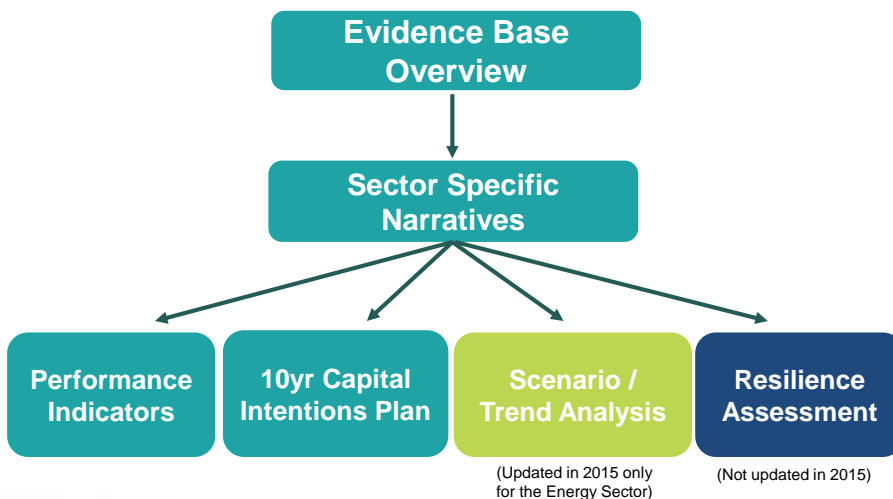 Evidence Base
Overview
Sector Specific
Narratives
Performance
Indicators
10yr Capital
Intentions Plan
Scenario /
Trend Analysis
Resilience
Assessment
(Updated in 2015 only
for the Energy Sector)
(Not updated in 2015)